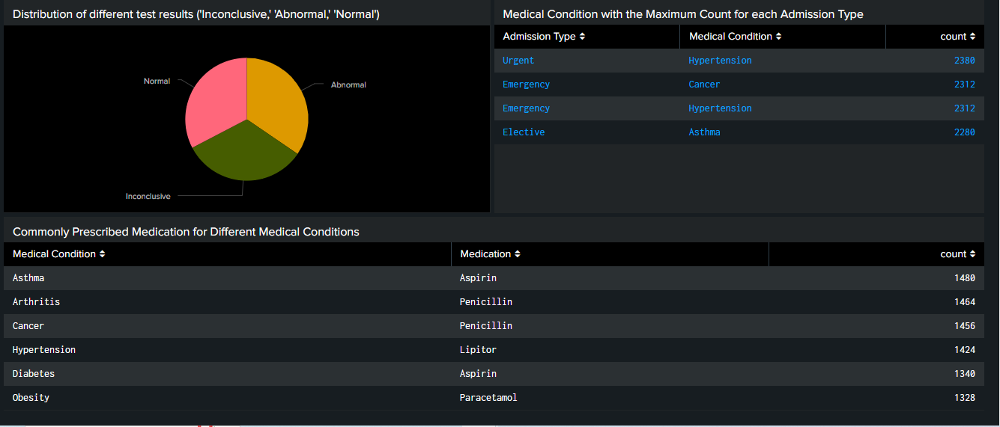 Distribution of different test results ('Inconclusive,' 'Abnormal,' 'Normal')
Normal
Abnormal
Inconclusive
Medical Condition with the Maximum Count for each Admission Type
Admission Type Medical Condition count
Urgent Hypertension 2380
Emergency Cancer 2312
Emergency Hypertension 2312
Elective Asthma 2280
Commonly Prescribed Medication for Different Medical Conditions
Medical Condition Medication count
Asthma Aspirin 1480
Arthritis Penicillin 1464
Cancer Penicillin 1456
Hypertension Lipitor 1424
Diabetes Aspirin 1340
Obesity Paracetamol 1328